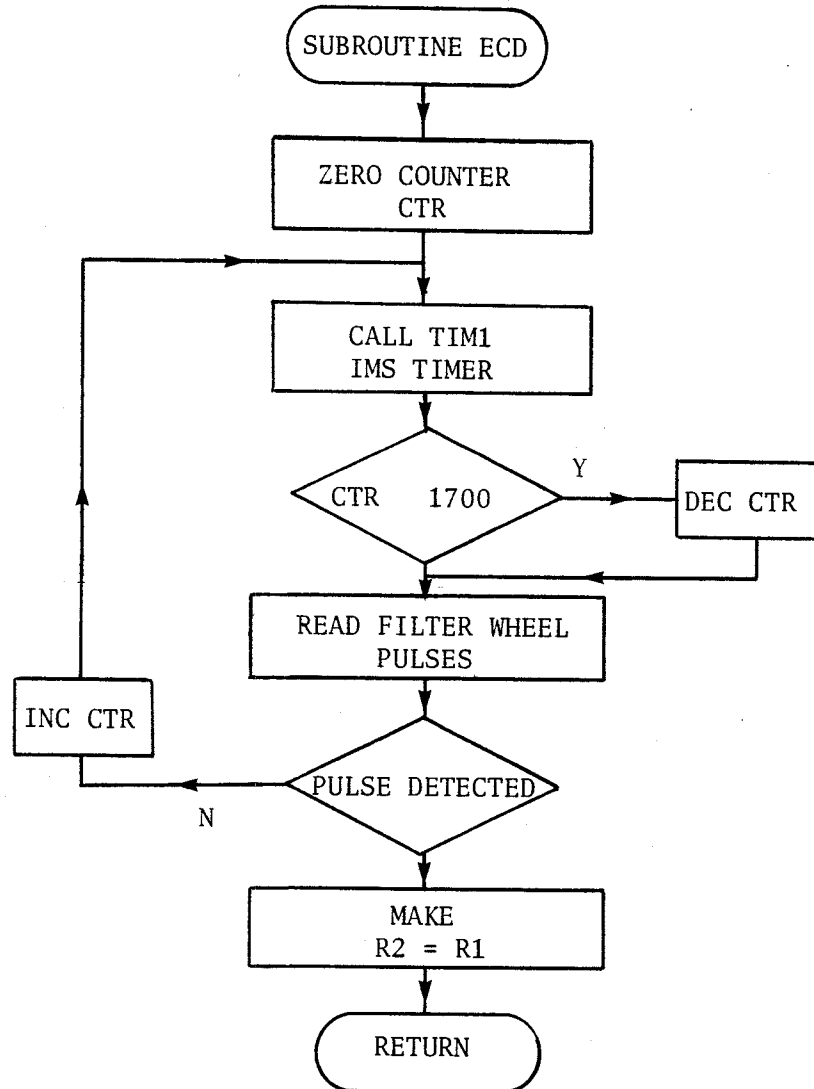 SUBROUTINE ECD
ZERO COUNTER
CTR
CALL TIM1
IMS TIMER
CTR 1700
Y
DEC CTR
READ FILTER WHEEL
PULSES
INC CTR
PULSE DETECTED
N
MAKE
R2 = R1
RETURN